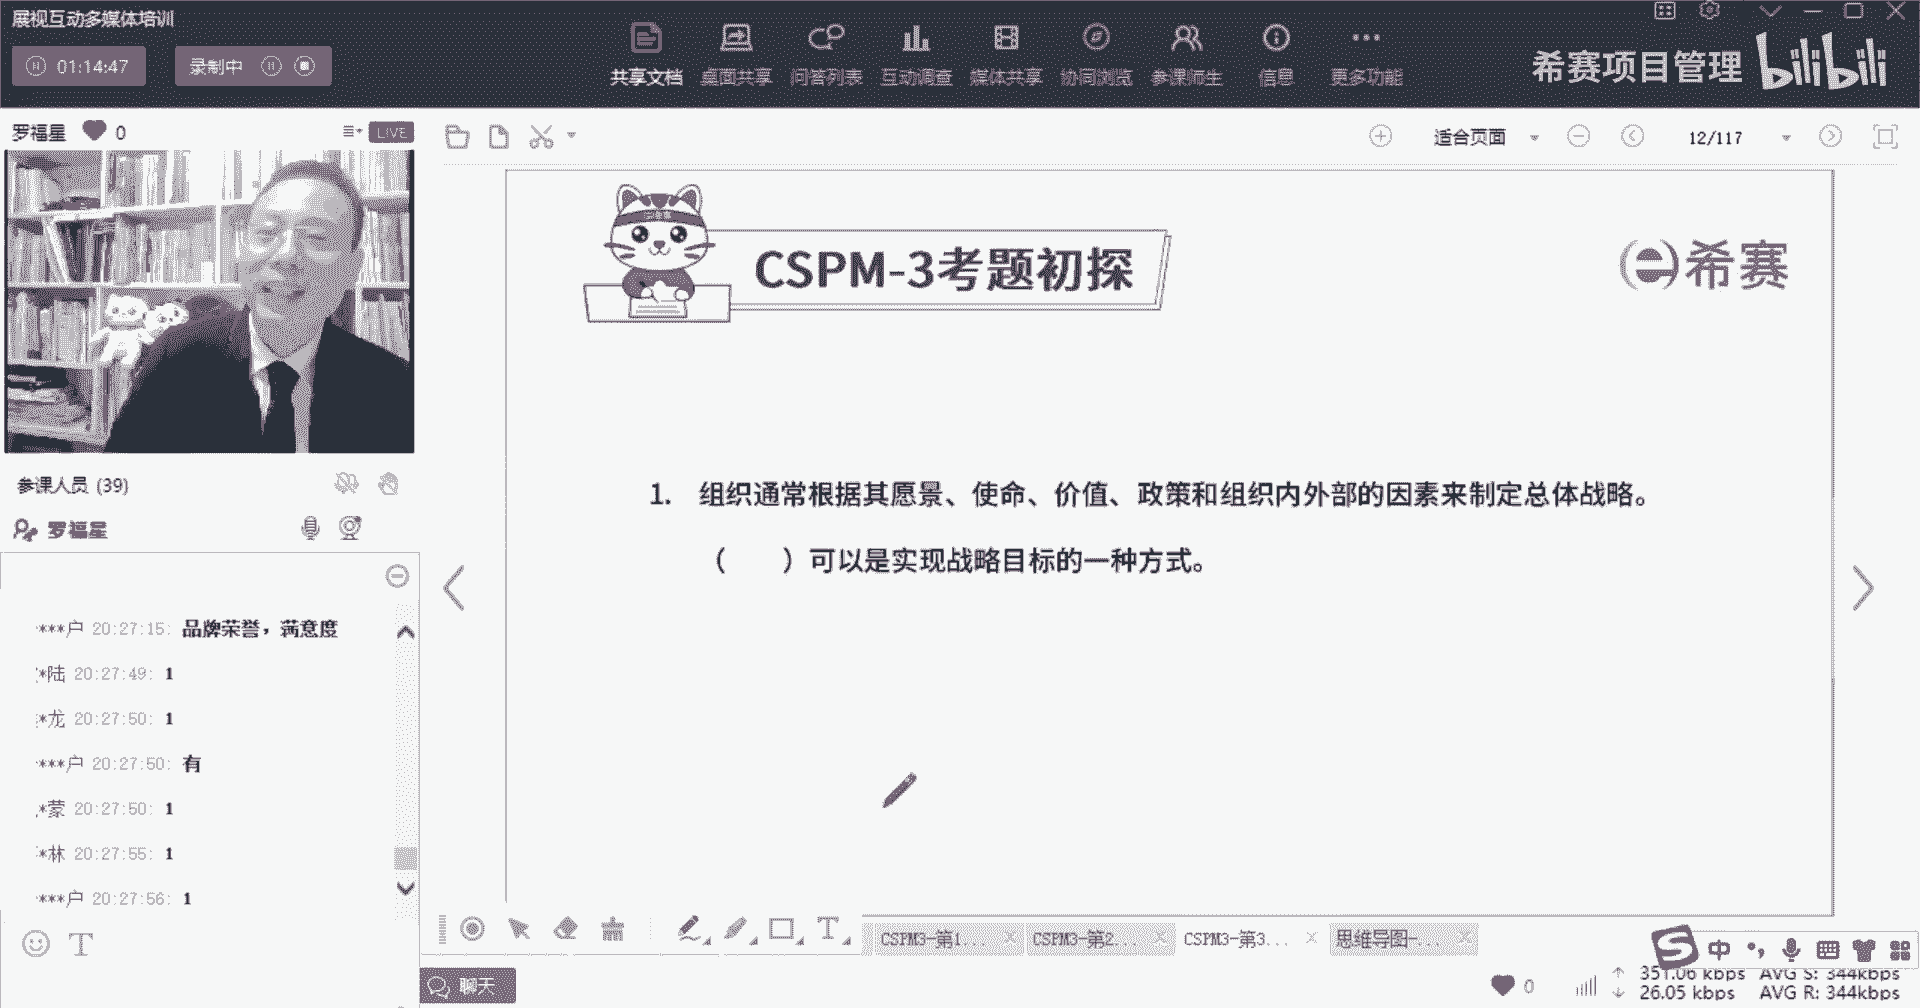 展视互动多媒体培训
01:14:47
录制中
共享文档 桌面共享 问答列表 互动调查 媒体共享 协同浏览 参课师生 信息 更多功能
希赛项目管理 bilibili
罗福星 0 LIVE
适合页面 12/117
CSPM-3考题初探
希赛
1. 组织通常根据其愿景、使命、价值、政策和组织内外部的因素来制定总体战略。
（ ）可以是实现战略目标的一种方式。
参课人员 (39)
罗福星
***户 20:27:15: 品牌荣誉，满意度
*陆 20:27:49: 1
*龙 20:27:50: 1
***户 20:27:50: 有
*蒙 20:27:50: 1
*林 20:27:55: 1
***户 20:27:56: 1
T
T
CSPM3-第1... CSPM3-第2... CSPM3-第3... 思维导图-...
S 中
聊天
0
351.06 kbps AVG S: 344kbps
26.05 kbps AVG R: 344kbps